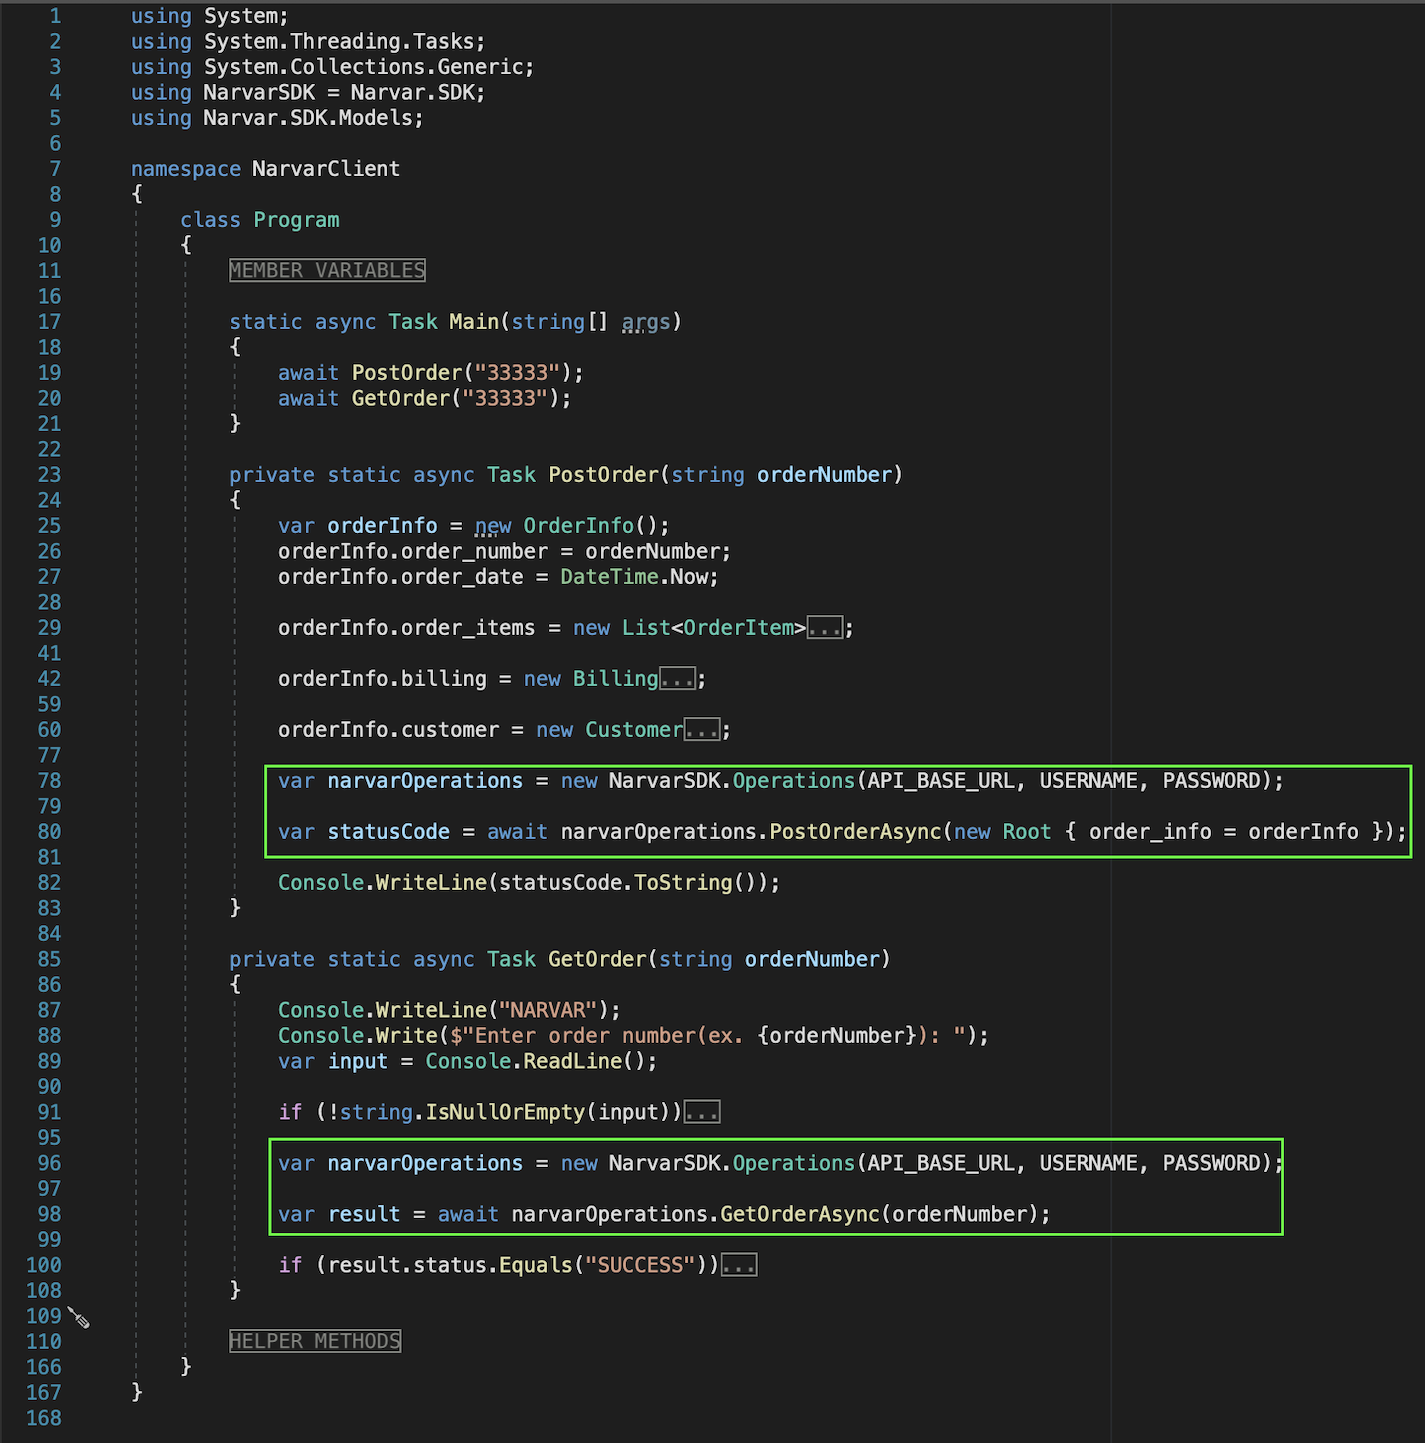 1 using System;
2 using System.Threading.Tasks;
3 using System.Collections.Generic;
4 using NarvarSDK = Narvar.SDK;
5 using Narvar.SDK.Models;
6
7 namespace NarvarClient
8 {
9 class Program
10 {
11 MEMBER VARIABLES
16
17 static async Task Main(string[] args)
18 {
19 await PostOrder("33333");
20 await GetOrder("33333");
21 }
22
23 private static async Task PostOrder(string orderNumber)
24 {
25 var orderInfo = new OrderInfo();
26 orderInfo.order_number = orderNumber;
27 orderInfo.order_date = DateTime.Now;
28
29 orderInfo.order_items = new List<OrderItem>...;
41
42 orderInfo.billing = new Billing...;
59
60 orderInfo.customer = new Customer...;
77
78 var narvarOperations = new NarvarSDK.Operations(API_BASE_URL, USERNAME, PASSWORD);
79
80 var statusCode = await narvarOperations.PostOrderAsync(new Root { order_info = orderInfo });
81
82 Console.WriteLine(statusCode.ToString());
83 }
84
85 private static async Task GetOrder(string orderNumber)
86 {
87 Console.WriteLine("NARVAR");
88 Console.Write($"Enter order number(ex. {orderNumber}): ");
89 var input = Console.ReadLine();
90
91 if (!string.IsNullOrEmpty(input))...
95
96 var narvarOperations = new NarvarSDK.Operations(API_BASE_URL, USERNAME, PASSWORD);
97
98 var result = await narvarOperations.GetOrderAsync(orderNumber);
99
100 if (result.status.Equals("SUCCESS"))...
108 }
109
110 HELPER METHODS
166 }
167 }
168